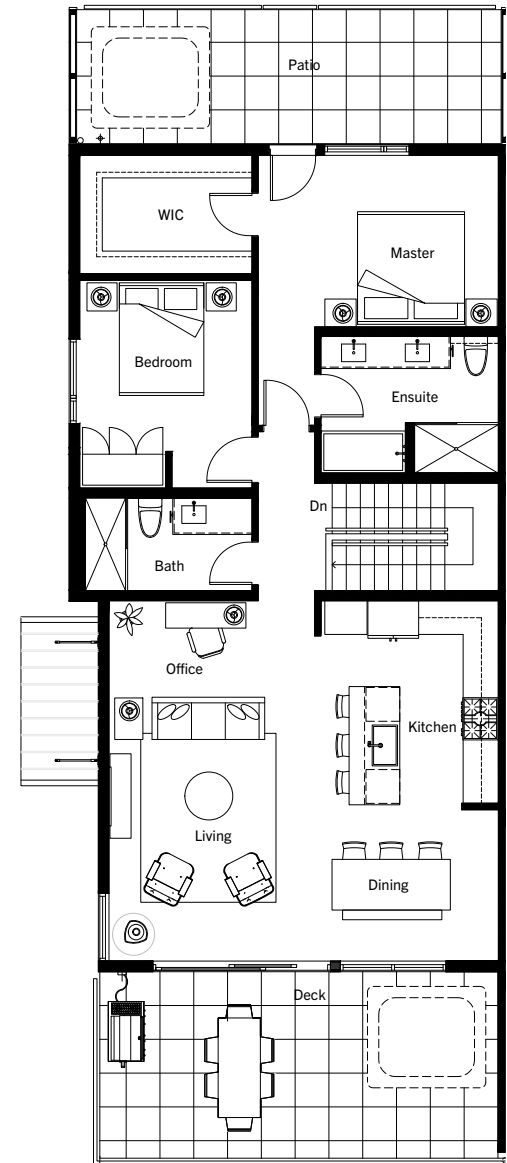 Patio
WIC
Master
Bedroom
Ensuite
Dn
Bath
Office
Kitchen
Living
Dining
Deck